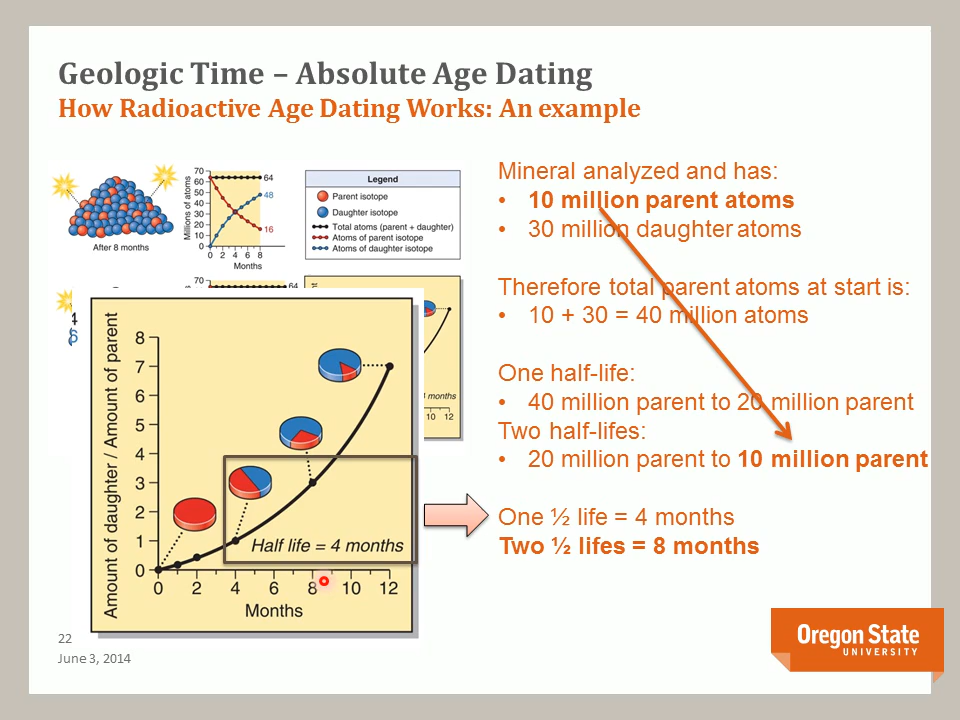 Geologic Time – Absolute Age Dating
How Radioactive Age Dating Works: An example
After 8 months
Millions of atoms
70
60
50
40
30
20
10
0
64
48
16
0 2 4 6 8
Months
Legend
Parent isotope
Daughter isotope
Total atoms (parent + daughter)
Atoms of parent isotope
Atoms of daughter isotope
70
64
4
6
months
10 12
Amount of daughter / Amount of parent
8
7
6
5
4
3
2
1
0
Half life = 4 months
0 2 4 6 8 10 12
Months
Mineral analyzed and has:
• 10 million parent atoms
• 30 million daughter atoms
Therefore total parent atoms at start is:
• 10 + 30 = 40 million atoms
One half-life:
• 40 million parent to 20 million parent
Two half-lifes:
• 20 million parent to 10 million parent
One ½ life = 4 months
Two ½ lifes = 8 months
22
June 3, 2014
Oregon State
UNIVERSITY